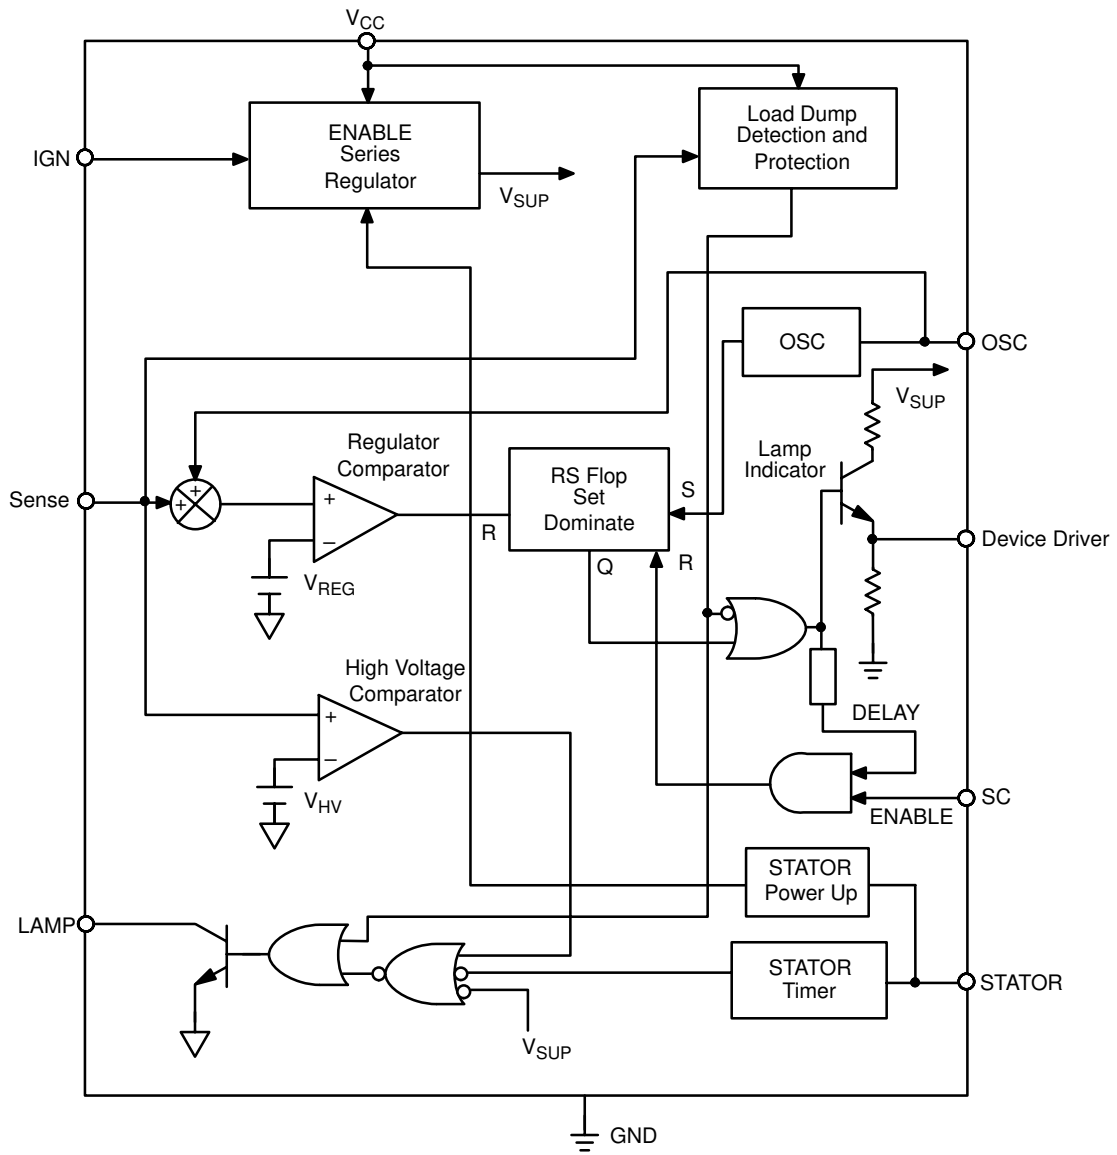 VCC
IGN
ENABLE
Series
Regulator
VSUP
Load Dump
Detection and
Protection
OSC
OSC
VSUP
Lamp
Indicator
Regulator
Comparator
Sense
+
+
+
−
VREG
R
RS Flop
Set
Dominate
S
Q
R
Device Driver
High Voltage
Comparator
+
−
VHV
DELAY
SC
ENABLE
STATOR
Power Up
LAMP
STATOR
Timer
STATOR
VSUP
GND